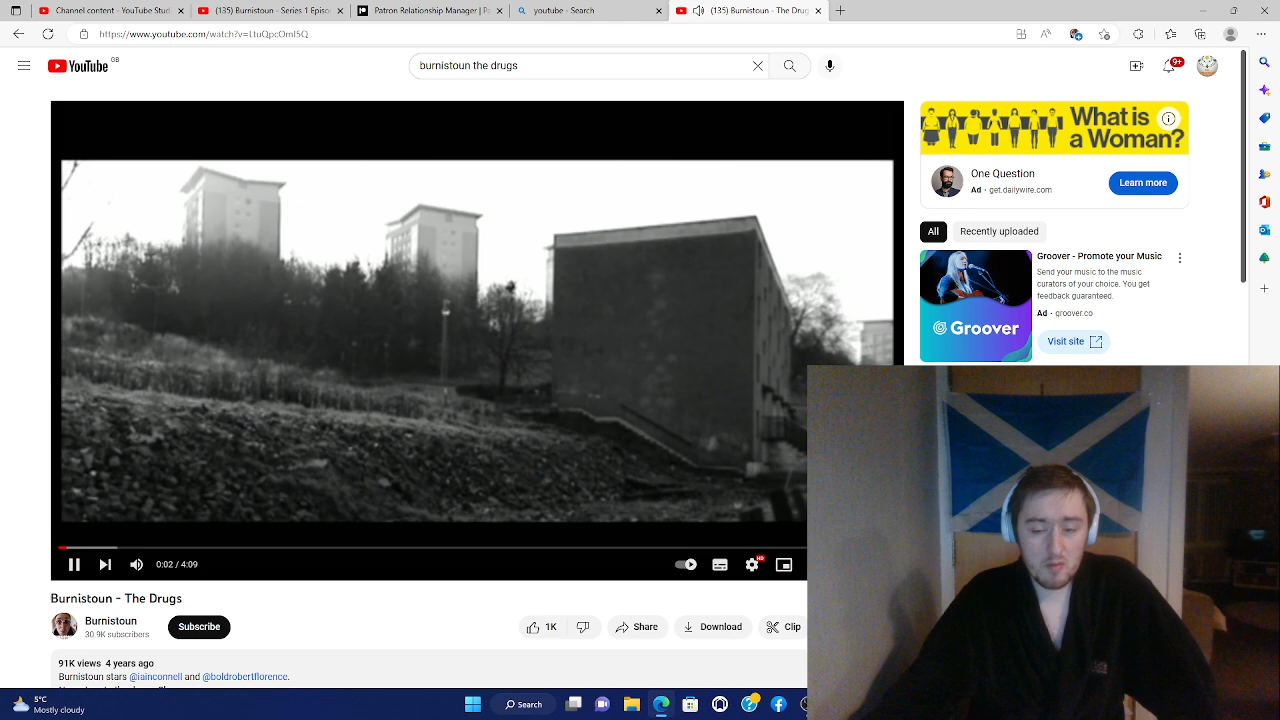 Channel content - YouTube Stud
(135) Burnistoun - Series 1 Episo
Patron Relationship Manager | P
youtube - Search
(135) Burnistoun - The Drug
https://www.youtube.com/watch?v=LtuQpcOmI5Q
YouTube GB
burnistoun the drugs
9+
What is
a Woman?
One Question
Ad · get.dailywire.com
Learn more
All
Recently uploaded
Groover - Promote your Music
Send your music to the music
curators of your choice. You get
feedback guaranteed.
Ad · groover.co
Groover
Visit site
0:02 / 4:09
HD
Burnistoun - The Drugs
Burnistoun
30.9K subscribers
Subscribe
1K
Share
Download
Clip
91K views 4 years ago
Burnistoun stars @iainconnell and @boldrobertflorence.
5°C
Mostly cloudy
Search